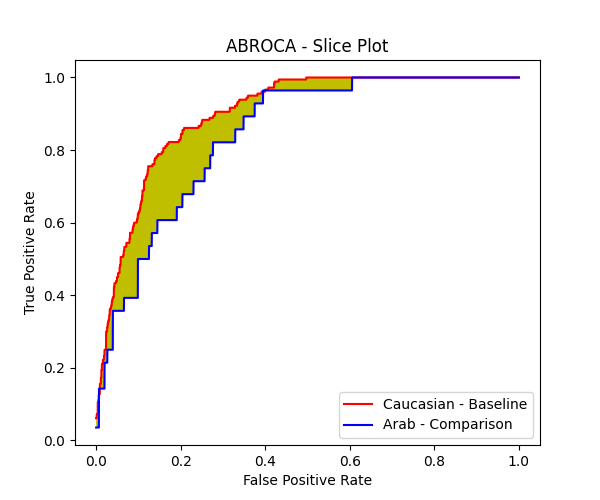 ABROCA - Slice Plot
1.0
0.8
0.6
0.4
0.2
0.0
True Positive Rate
Caucasian - Baseline
Arab - Comparison
0.0 0.2 0.4 0.6 0.8 1.0
False Positive Rate